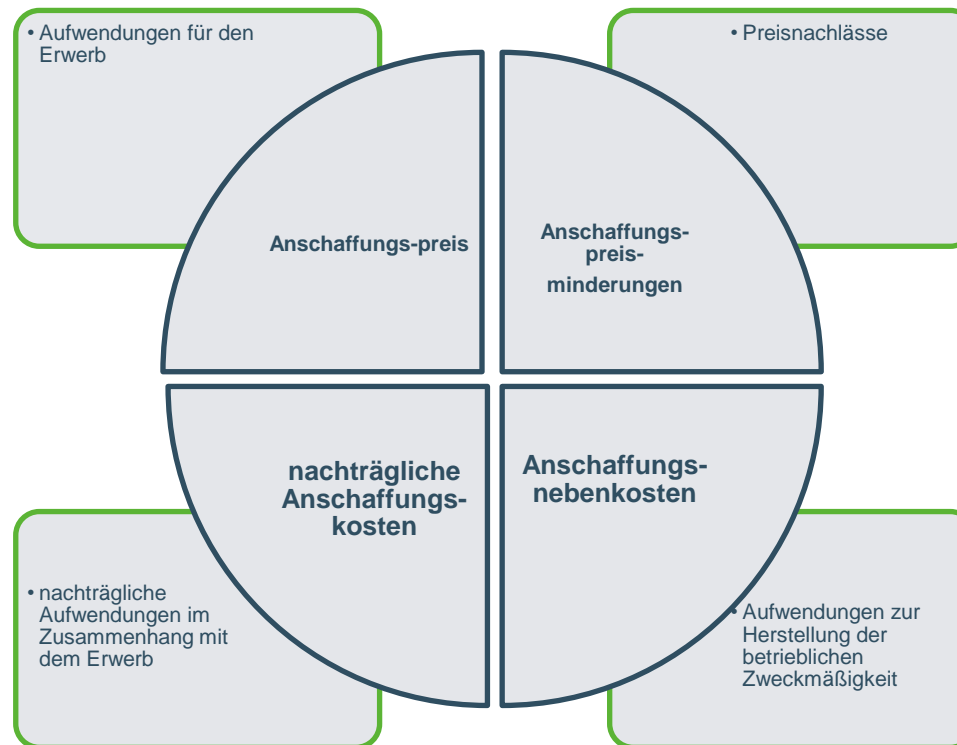 • Aufwendungen für den
Erwerb
• Preisnachlässe
Anschaffungs-preis
Anschaffungs-
preis-
minderungen
nachträgliche
Anschaffungs-
kosten
Anschaffungs-
nebenkosten
• nachträgliche
Aufwendungen im
Zusammenhang mit
dem Erwerb
• Aufwendungen zur
Herstellung der
betrieblichen
Zweckmäßigkeit